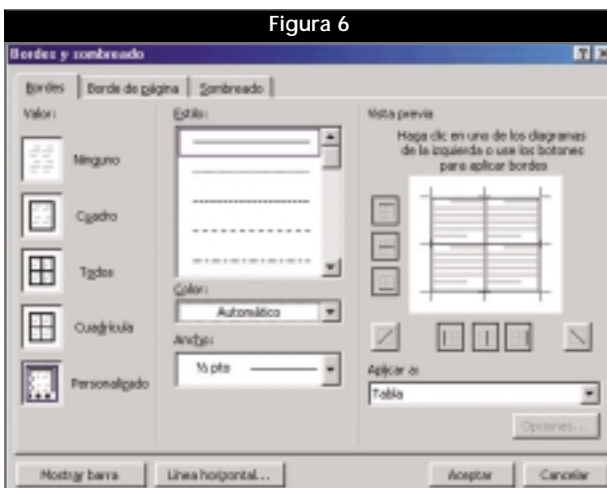 Figura 6
Bordes y sombreado
Bordes
Borde de página
Sombreado
Valor:
Ninguno
Cuadro
Todos
Cuadrícula
Personalizado
Estilo:
Color:
Automático
Ancho:
½ pto
Vista previa
Haga clic en uno de los diagramas
de la izquierda o use los botones
para aplicar bordes
Aplicar a:
Tabla
Opciones...
Mostrar barra
Línea horizontal...
Aceptar
Cancelar